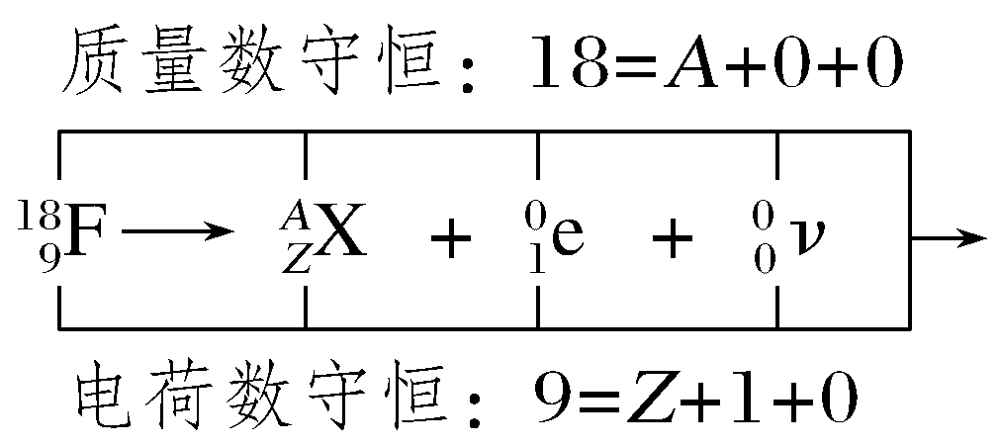 质量数守恒：18=A+0+0
¹⁸₉F → ᴬ_ZX + ⁰₁e + ⁰₀ν →
电荷数守恒：9=Z+1+0